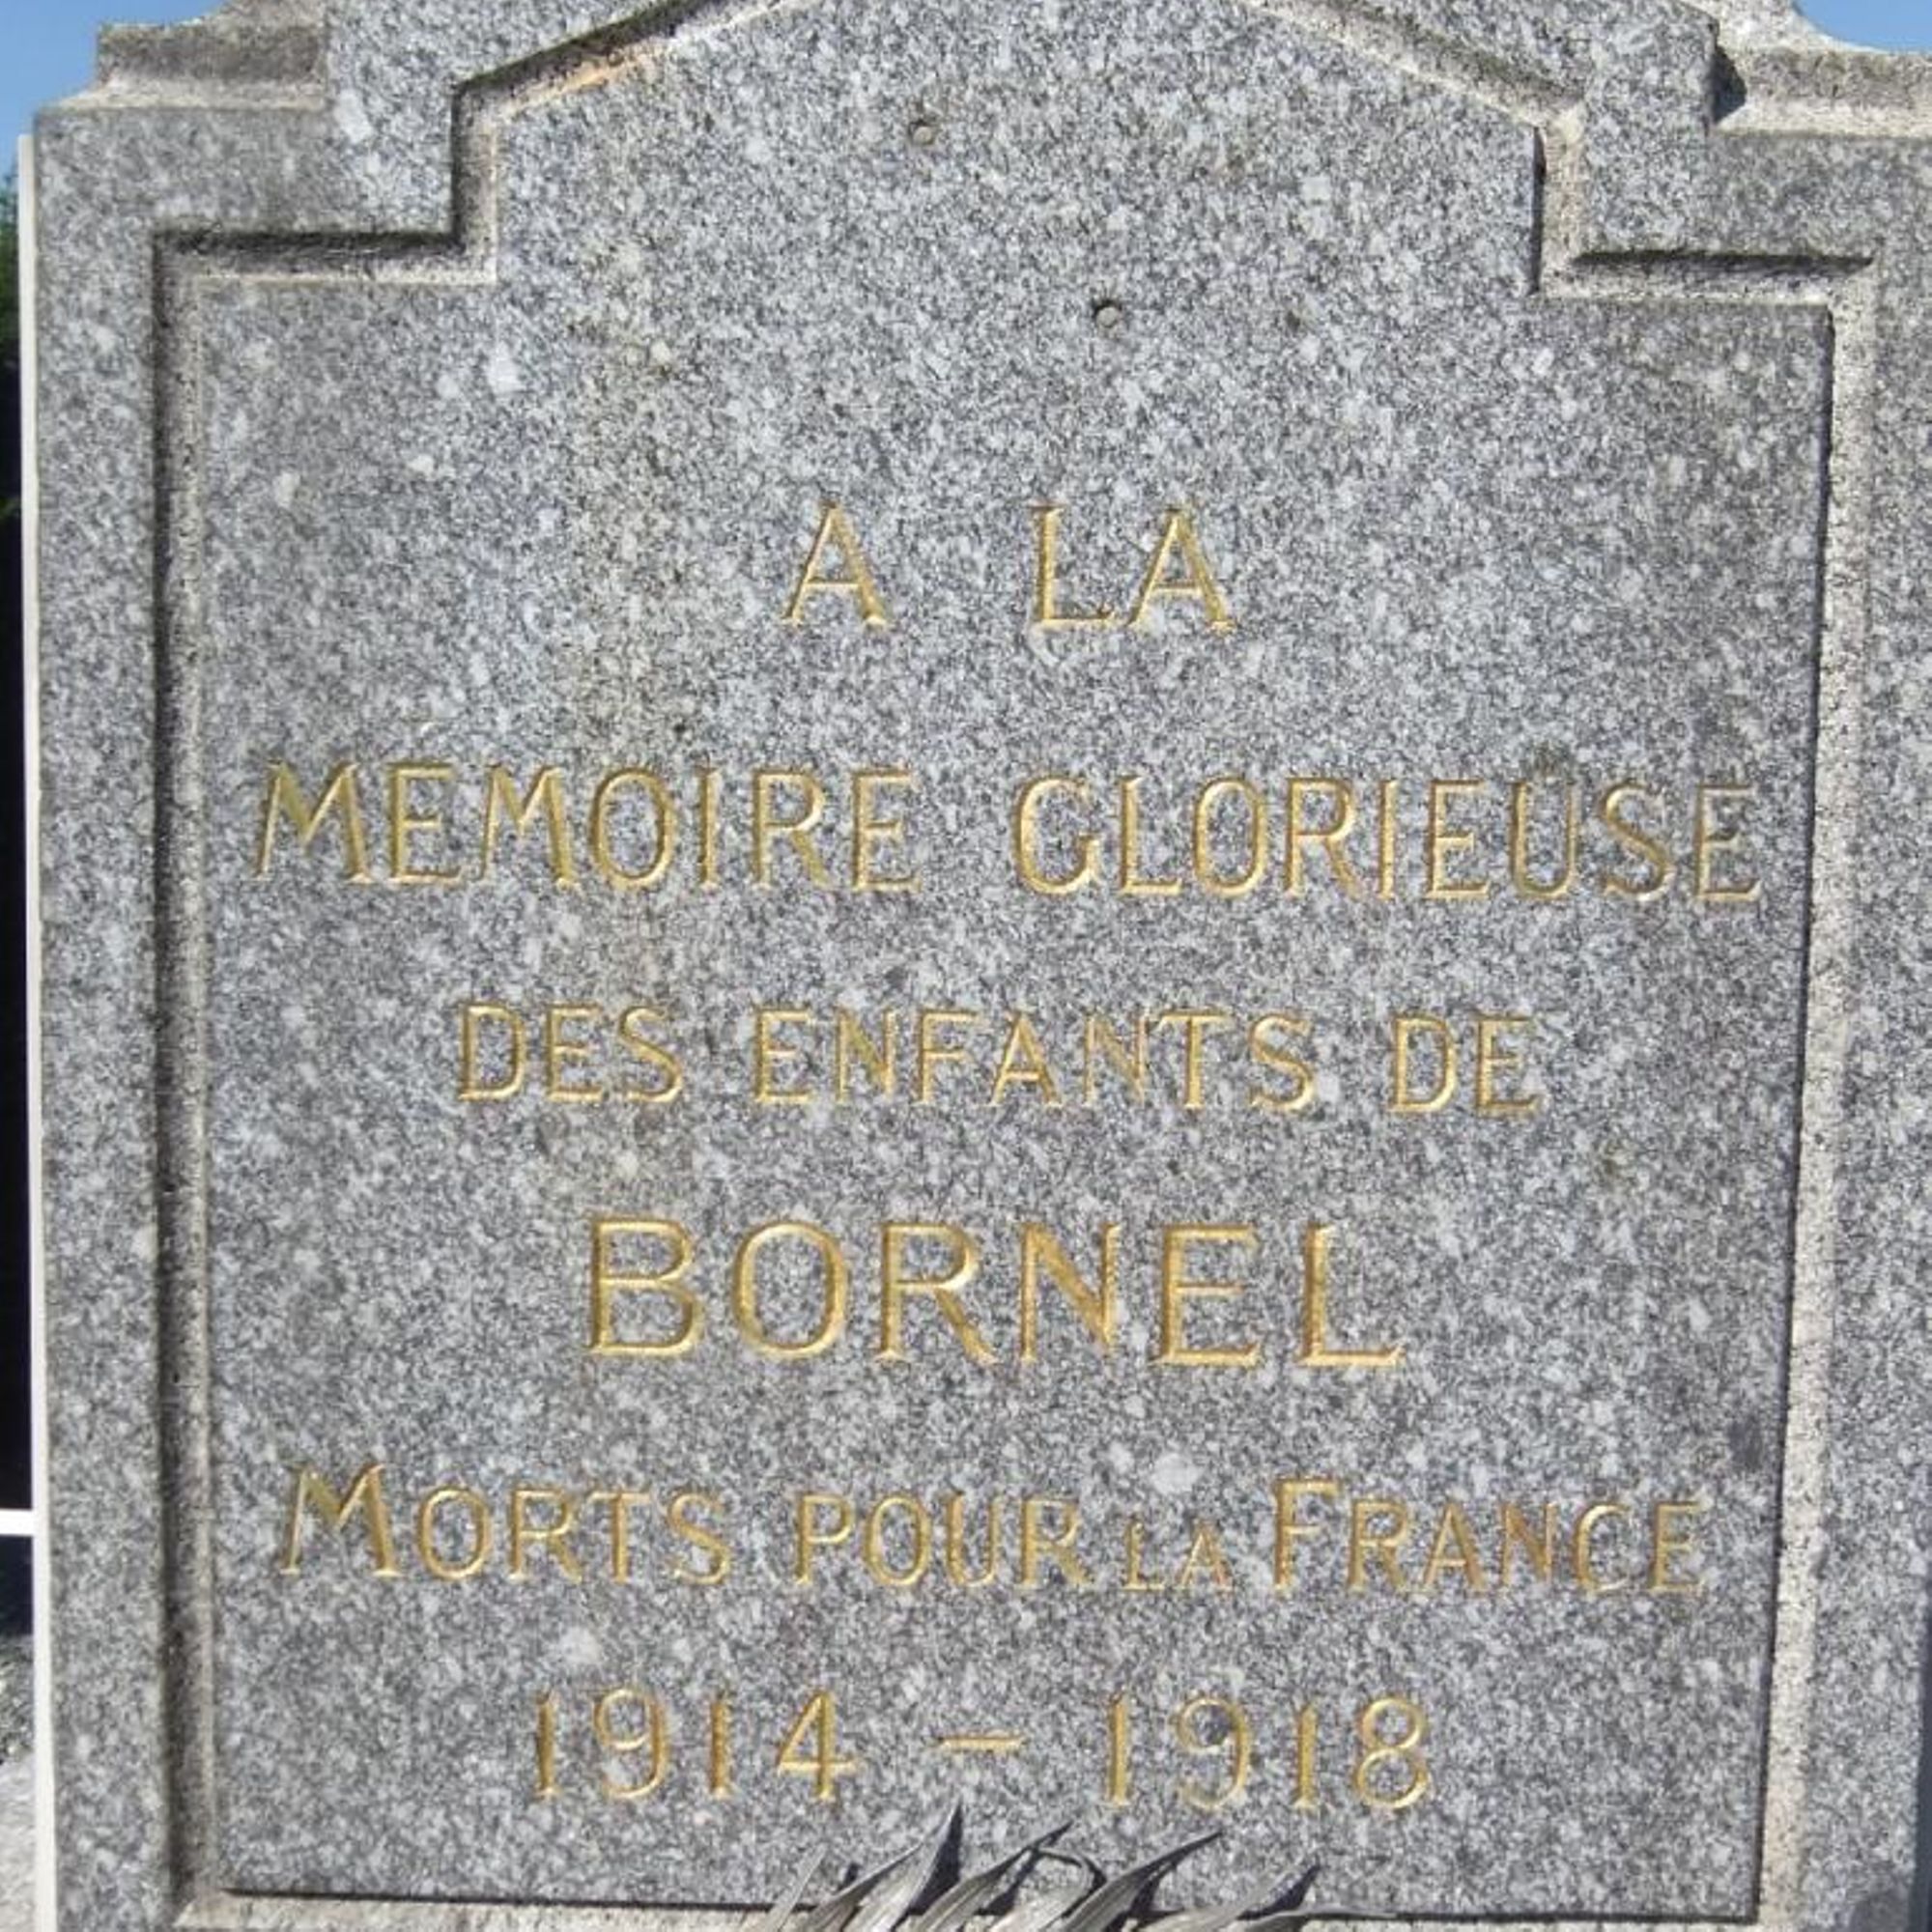 A LA
MEMOIRE GLORIEUSE
DES ENFANTS DE
BORNEL
MORTS POUR LA FRANCE
1914 - 1918